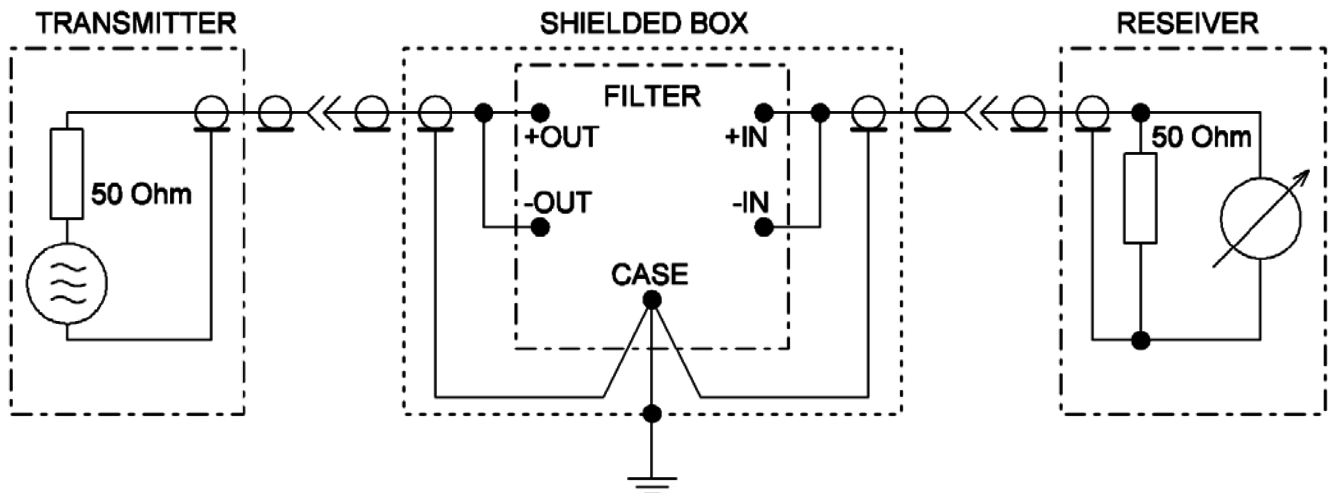 TRANSMITTER
SHIELDED BOX
RESEIVER
FILTER
+OUT
+IN
50 Ohm
50 Ohm
-OUT
-IN
CASE